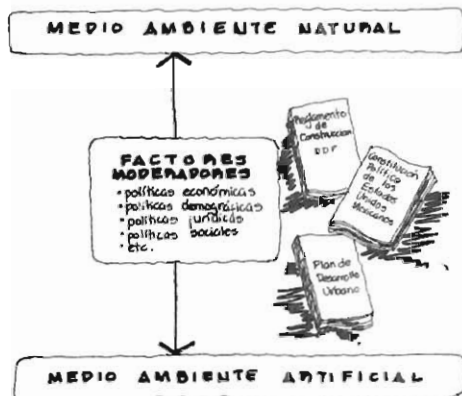 MEDIO AMBIENTE NATURAL
FACTORES
MODERADORES
• políticas económicas
• políticas demográficas
• políticas jurídicas
• políticas sociales
• etc.
Reglamento
de
Construcción
DDF
Constitución
Política
de los
Estados
Unidos
Mexicanos
Plan de
Desarrollo
Urbano
MEDIO AMBIENTE ARTIFICIAL